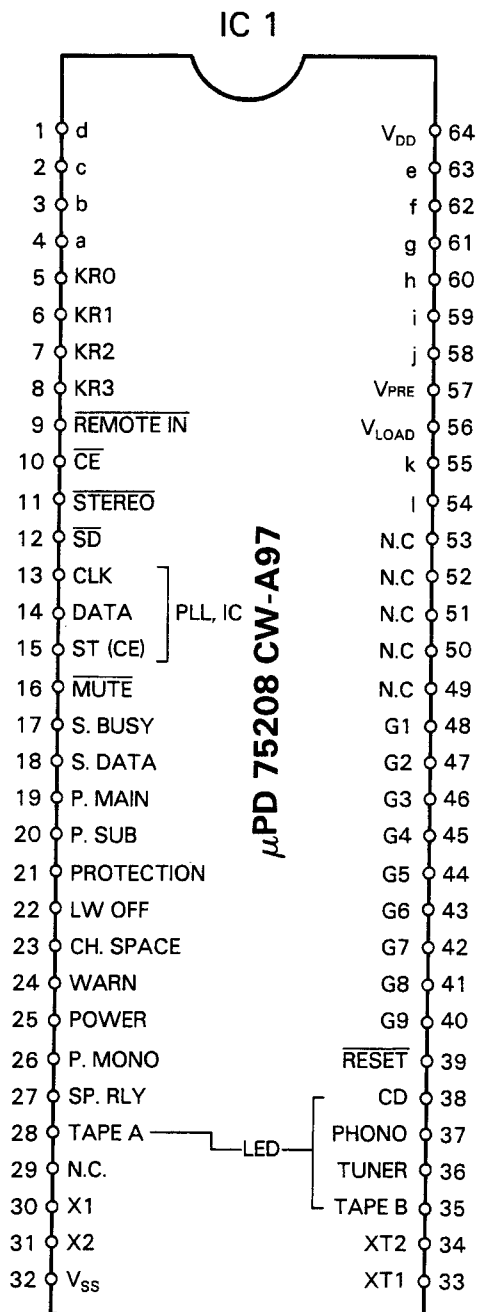 IC 1
1 d
2 c
3 b
4 a
5 KR0
6 KR1
7 KR2
8 KR3
9 REMOTE IN
10 CE
11 STEREO
12 SD
13 CLK
14 DATA
15 ST (CE)
PLL, IC
16 MUTE
17 S. BUSY
18 S. DATA
19 P. MAIN
20 P. SUB
21 PROTECTION
22 LW OFF
23 CH. SPACE
24 WARN
25 POWER
26 P. MONO
27 SP. RLY
28 TAPE A
29 N.C.
30 X1
31 X2
32 VSS
μPD 75208 CW-A97
LED
VDD 64
e 63
f 62
g 61
h 60
i 59
j 58
VPRE 57
VLOAD 56
k 55
l 54
N.C 53
N.C 52
N.C 51
N.C 50
N.C 49
G1 48
G2 47
G3 46
G4 45
G5 44
G6 43
G7 42
G8 41
G9 40
RESET 39
CD 38
PHONO 37
TUNER 36
TAPE B 35
XT2 34
XT1 33